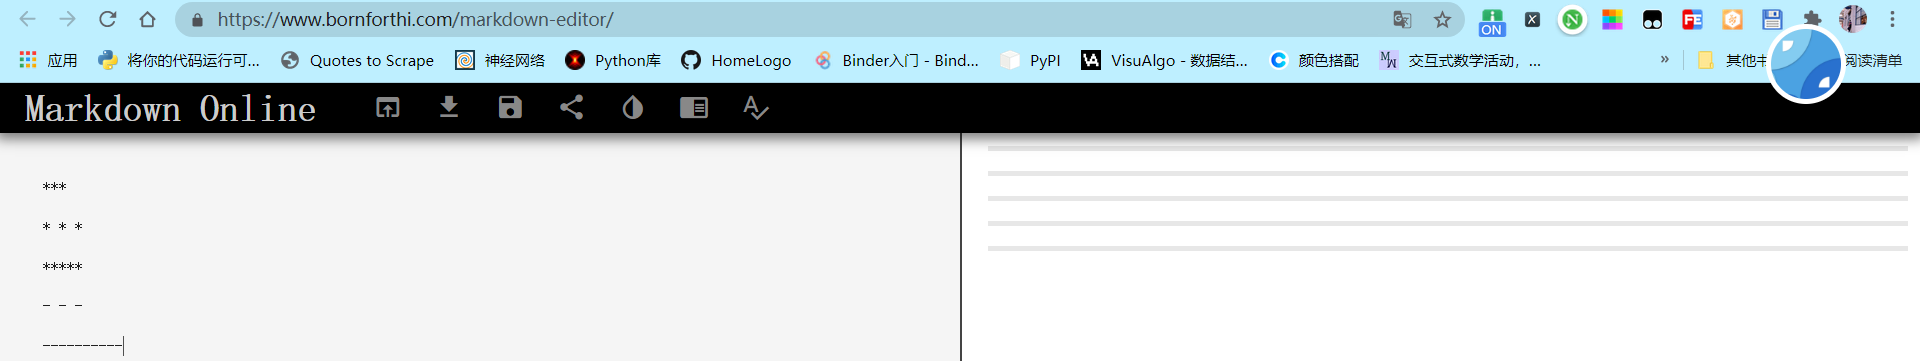 https://www.bornforthi.com/markdown-editor/
ON X N FE
应用 将你的代码运行可... Quotes to Scrape 神经网络 Python库 HomeLogo Binder入门 - Bind... PyPI VA VisuAlgo - 数据结... C 颜色搭配 MW 交互式数学活动，... » 其他 阅读清单
Markdown Online
***
* * *
*****
- - -
----------